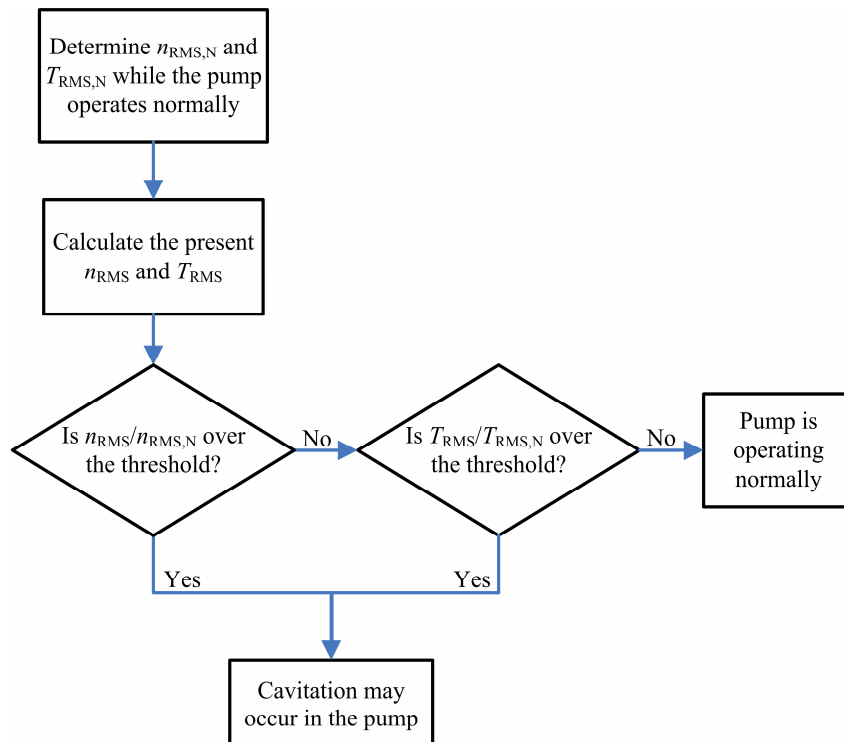 Determine nRMS,N and
TRMS,N while the pump
operates normally
Calculate the present
nRMS and TRMS
Is nRMS/nRMS,N over
the threshold?
No
Is TRMS/TRMS,N over
the threshold?
No
Pump is
operating
normally
Yes
Yes
Cavitation may
occur in the pump